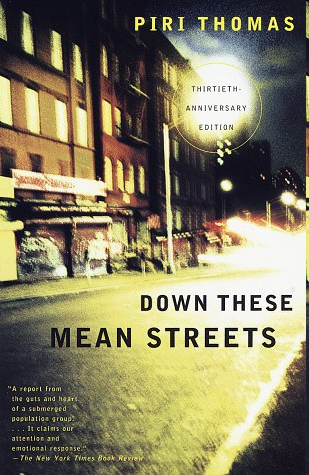 PIRI THOMAS
THIRTIETH-
ANNIVERSARY
EDITION
DOWN THESE
MEAN STREETS
"A report from
the guts and heart
of a submerged
population group.
. . . It claims our
attention and
emotional response."
—The New York Times Book Review